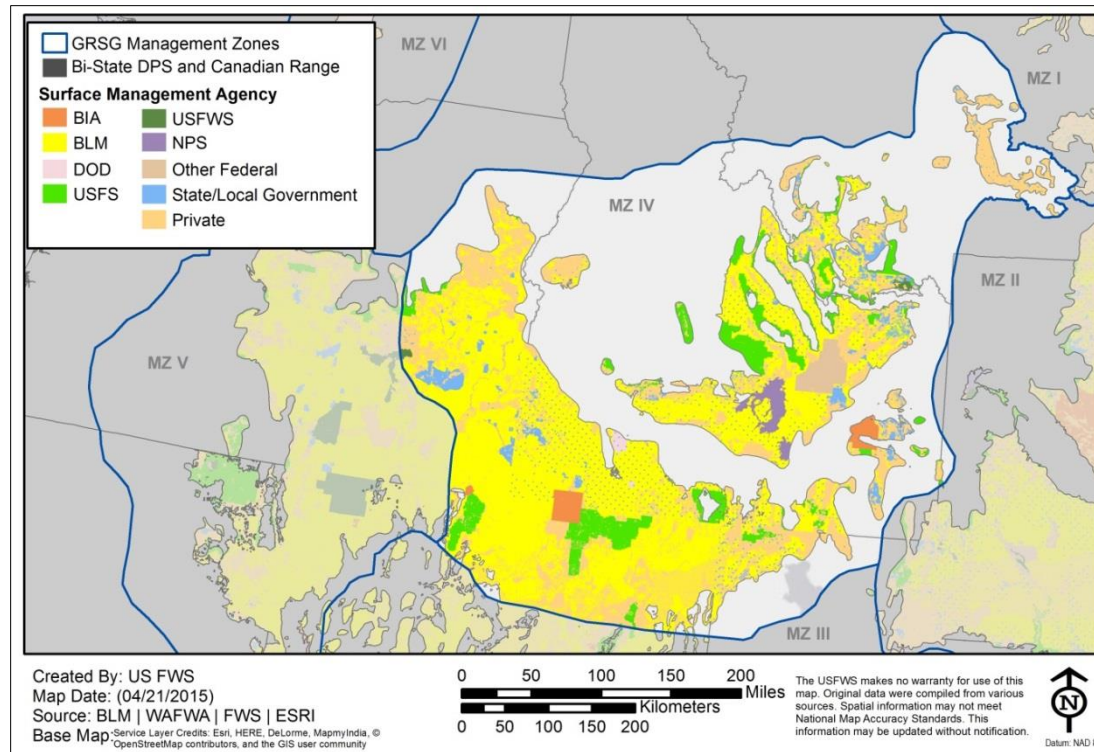 GRSG Management Zones
Bi-State DPS and Canadian Range
Surface Management Agency
BIA
BLM
DOD
USFS
USFWS
NPS
Other Federal
State/Local Government
Private
MZ VI
MZ I
MZ IV
MZ II
MZ V
MZ III
Created By: US FWS
Map Date: (04/21/2015)
Source: BLM | WAFWA | FWS | ESRI
Base Map: Service Layer Credits: Esri, HERE, DeLorme, MapmyIndia, ©
OpenStreetMap contributors, and the GIS user community
0 50 100 150 200
Miles
Kilometers
0 50 100 150 200
The USFWS makes no warranty for use of this
map. Original data were compiled from various
sources. Spatial information may not meet
National Map Accuracy Standards. This
information may be updated without notification.
N
Datum: NAD